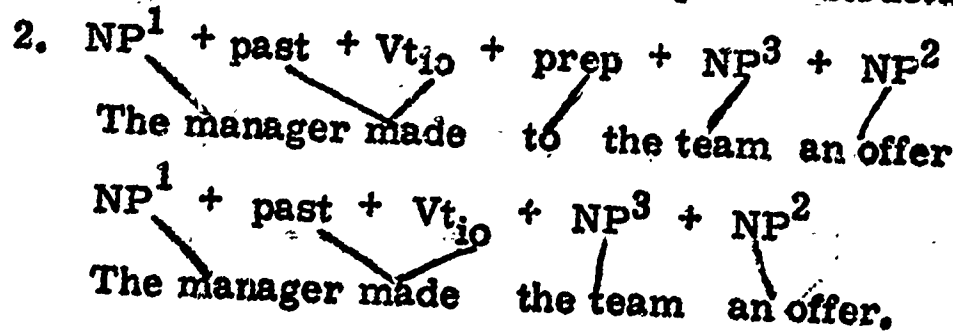 2. NP¹ + past + Vtᵢₒ + prep + NP³ + NP²
The manager made to the team an offer
NP¹ + past + Vtᵢₒ + NP³ + NP²
The manager made the team an offer.